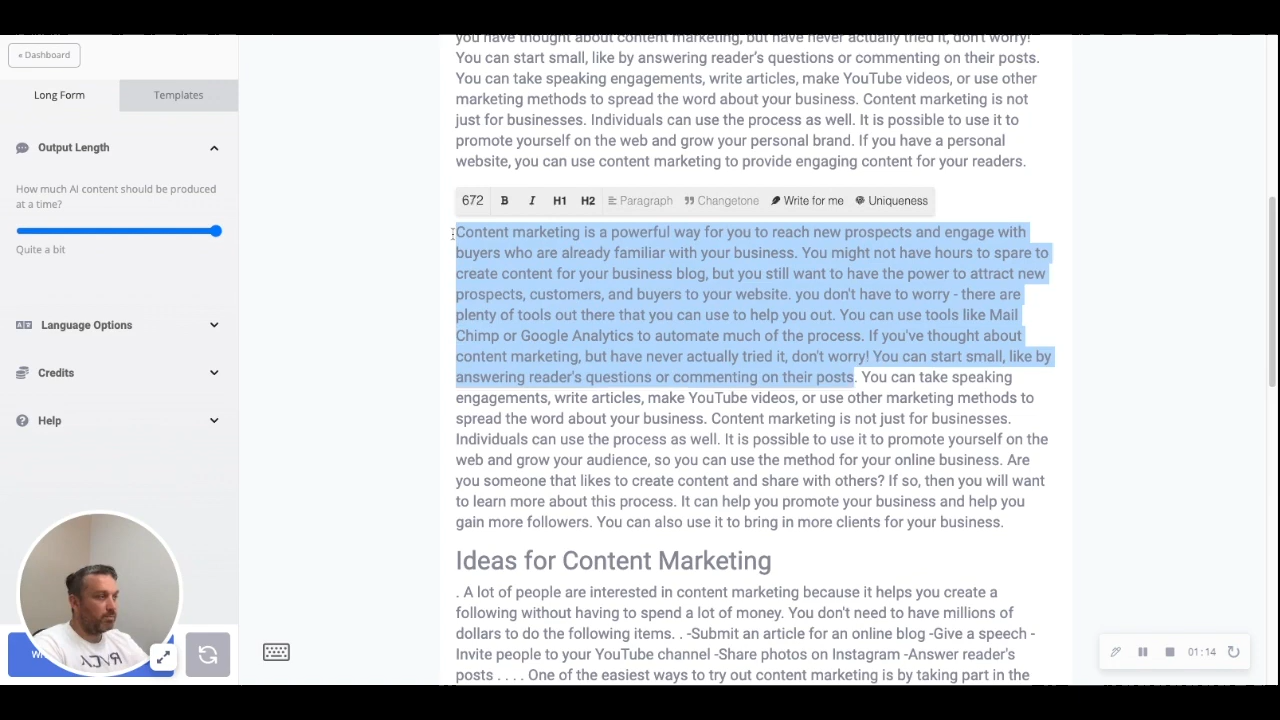 « Dashboard
Long Form
Templates
Output Length
How much AI content should be produced
at a time?
Quite a bit
Language Options
Credits
Help
you have thought about content marketing, but have never actually tried it, don't worry!
You can start small, like by answering reader's questions or commenting on their posts.
You can take speaking engagements, write articles, make YouTube videos, or use other
marketing methods to spread the word about your business. Content marketing is not
just for businesses. Individuals can use the process as well. It is possible to use it to
promote yourself on the web and grow your personal brand. If you have a personal
website, you can use content marketing to provide engaging content for your readers.
672 B I H1 H2 Paragraph Changetone Write for me Uniqueness
Content marketing is a powerful way for you to reach new prospects and engage with
buyers who are already familiar with your business. You might not have hours to spare to
create content for your business blog, but you still want to have the power to attract new
prospects, customers, and buyers to your website. you don't have to worry - there are
plenty of tools out there that you can use to help you out. You can use tools like Mail
Chimp or Google Analytics to automate much of the process. If you've thought about
content marketing, but have never actually tried it, don't worry! You can start small, like by
answering reader's questions or commenting on their posts. You can take speaking
engagements, write articles, make YouTube videos, or use other marketing methods to
spread the word about your business. Content marketing is not just for businesses.
Individuals can use the process as well. It is possible to use it to promote yourself on the
web and grow your audience, so you can use the method for your online business. Are
you someone that likes to create content and share with others? If so, then you will want
to learn more about this process. It can help you promote your business and help you
gain more followers. You can also use it to bring in more clients for your business.
Ideas for Content Marketing
. A lot of people are interested in content marketing because it helps you create a
following without having to spend a lot of money. You don't need to have millions of
dollars to do the following items. . -Submit an article for an online blog -Give a speech -
Invite people to your YouTube channel -Share photos on Instagram -Answer reader's
posts . . . . One of the easiest ways to try out content marketing is by taking part in the
01:14